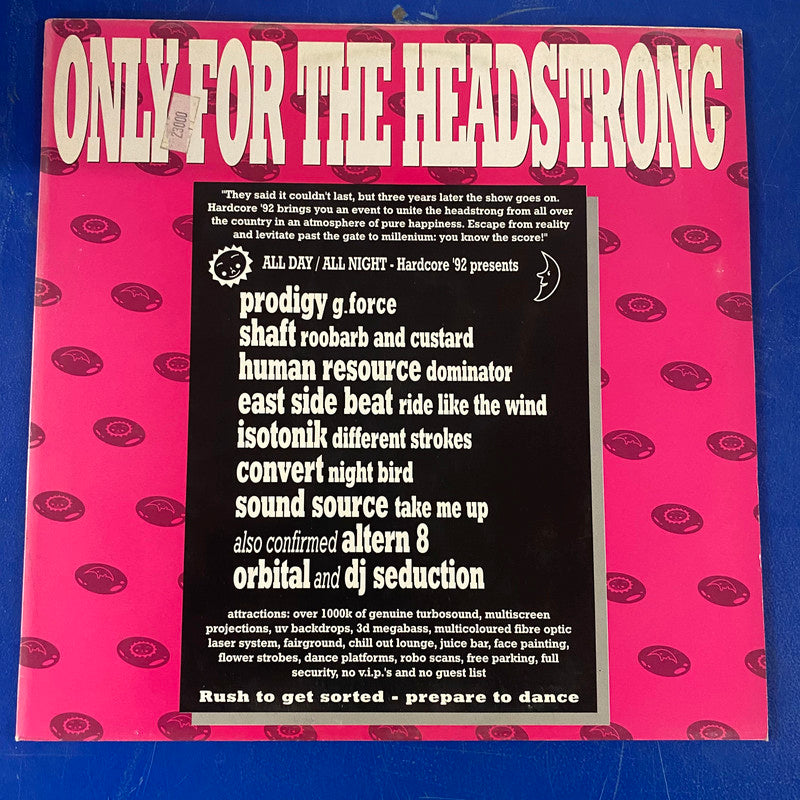 ONLY FOR THE HEADSTRONG
23000
"They said it couldn't last, but three years later the show goes on.
Hardcore '92 brings you an event to unite the headstrong from all over
the country in an atmosphere of pure happiness. Escape from reality
and levitate past the gate to millenium: you know the score!"
ALL DAY / ALL NIGHT - Hardcore '92 presents
prodigy g.force
shaft roobarb and custard
human resource dominator
east side beat ride like the wind
isotonik different strokes
convert night bird
sound source take me up
also confirmed altern 8
orbital and dj seduction
attractions: over 1000k of genuine turbosound, multiscreen
projections, uv backdrops, 3d megabass, multicoloured fibre optic
laser system, fairground, chill out lounge, juice bar, face painting,
flower strobes, dance platforms, robo scans, free parking, full
security, no v.i.p.'s and no guest list
Rush to get sorted - prepare to dance